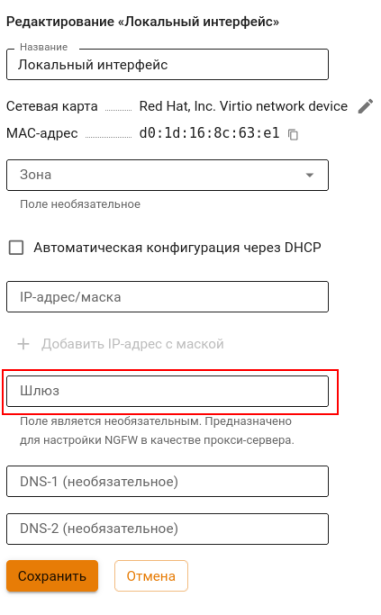 Редактирование «Локальный интерфейс»
Название
Локальный интерфейс
Сетевая карта ........... Red Hat, Inc. Virtio network device
MAC-адрес ................... d0:1d:16:8c:63:e1
Зона
Поле необязательное
Автоматическая конфигурация через DHCP
IP-адрес/маска
+ Добавить IP-адрес с маской
Шлюз
Поле является необязательным. Предназначено
для настройки NGFW в качестве прокси-сервера.
DNS-1 (необязательное)
DNS-2 (необязательное)
Сохранить Отмена